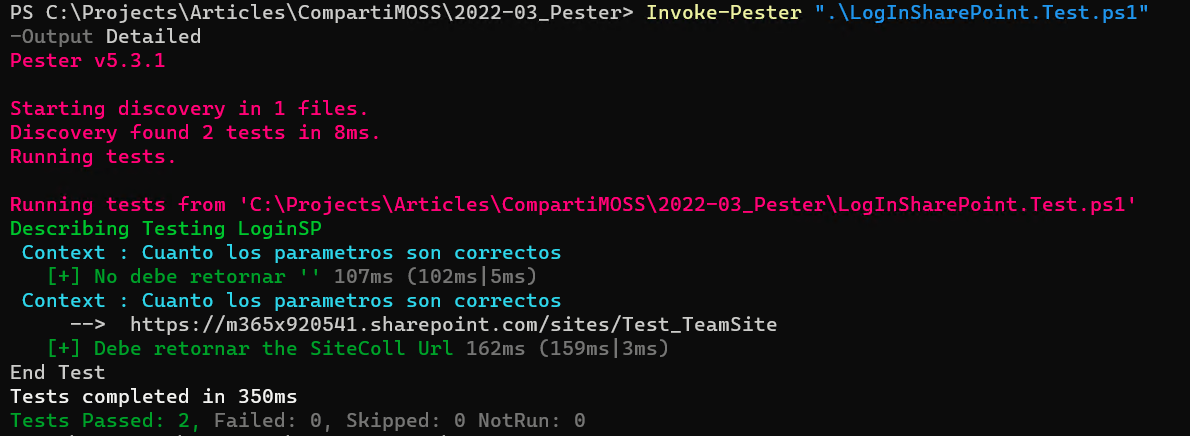 PS C:\Projects\Articles\CompartiMOSS\2022-03_Pester> Invoke-Pester ".\LogInSharePoint.Test.ps1"
-Output Detailed
Pester v5.3.1
Starting discovery in 1 files.
Discovery found 2 tests in 8ms.
Running tests.
Running tests from 'C:\Projects\Articles\CompartiMOSS\2022-03_Pester\LogInSharePoint.Test.ps1'
Describing Testing LoginSP
Context : Cuanto los parametros son correctos
[+] No debe retornar '' 107ms (102ms|5ms)
Context : Cuanto los parametros son correctos
--> https://m365x920541.sharepoint.com/sites/Test_TeamSite
[+] Debe retornar the SiteColl Url 162ms (159ms|3ms)
End Test
Tests completed in 350ms
Tests Passed: 2, Failed: 0, Skipped: 0 NotRun: 0